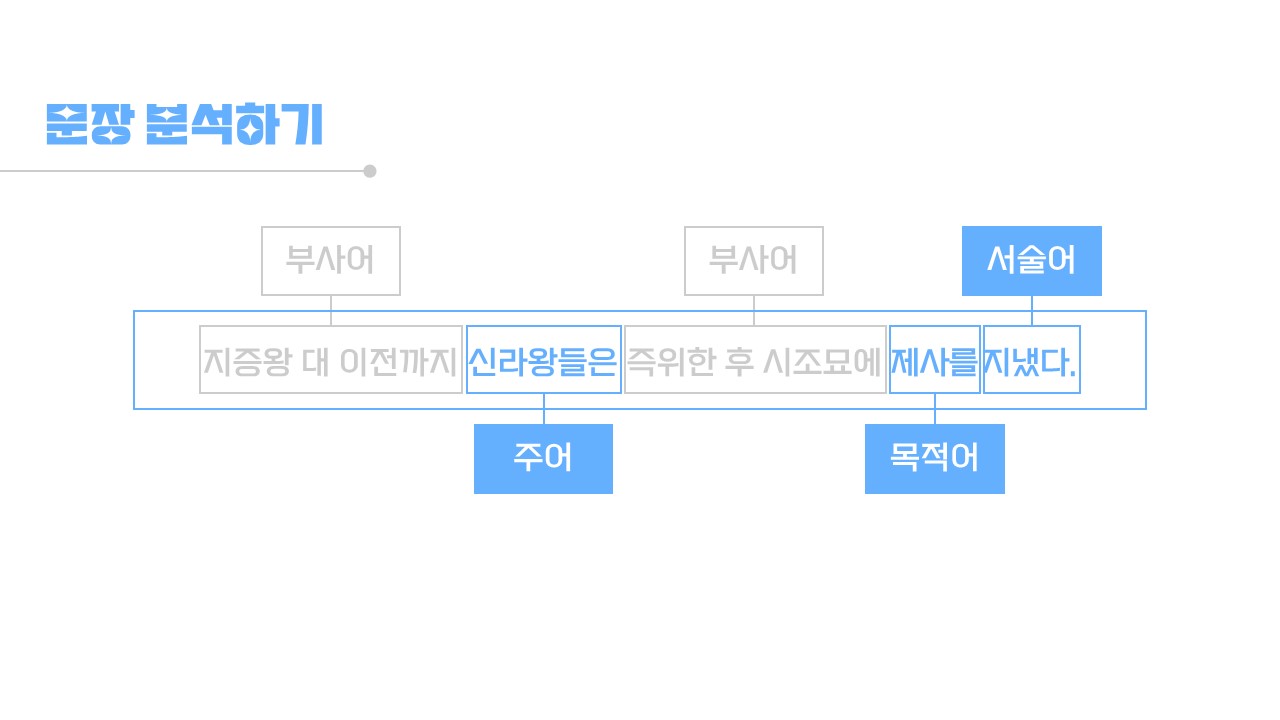 문장 분석하기
부사어 부사어 서술어
지증왕 대 이전까지 신라왕들은 즉위한 후 시조묘에 제사를 지냈다.
주어 목적어